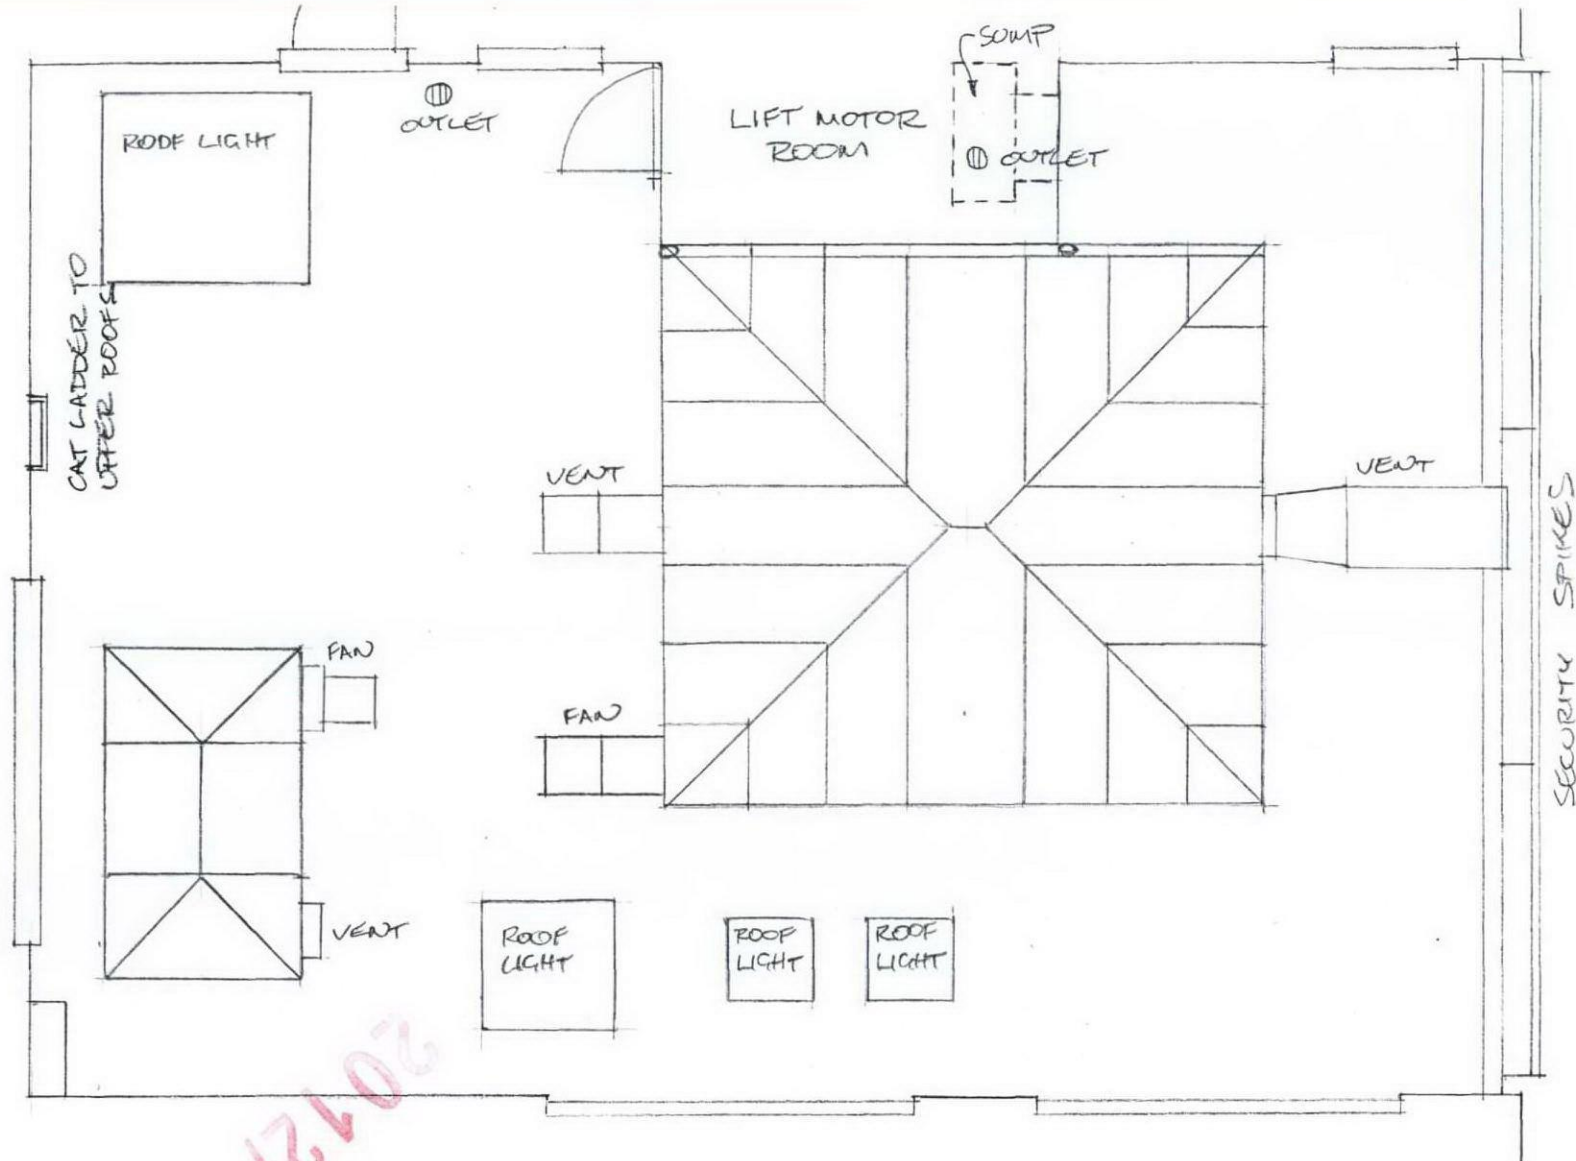 SUMP
ROOF LIGHT
OUTLET
LIFT MOTOR
ROOM
OUTLET
CAT LADDER TO
UPPER ROOFS
VENT
VENT
SECURITY SPIKES
FAN
FAN
VENT
ROOF
LIGHT
ROOF
LIGHT
ROOF
LIGHT